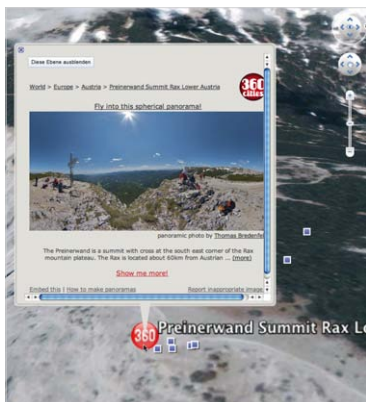 Diese Ebene ausblenden
World > Europe > Austria > Preinerwand Summit Rax Lower Austria
360
cities
Fly into this spherical panorama!
panoramic photo by Thomas Bredenfel
The Preinerwand is a summit with cross at the south east corner of the Rax
mountain plateau. The Rax is located about 60km from Austrian ... (more)
Show me more!
Embed this | How to make panoramas Report inappropriate image
360 Preinerwand Summit Rax Lo